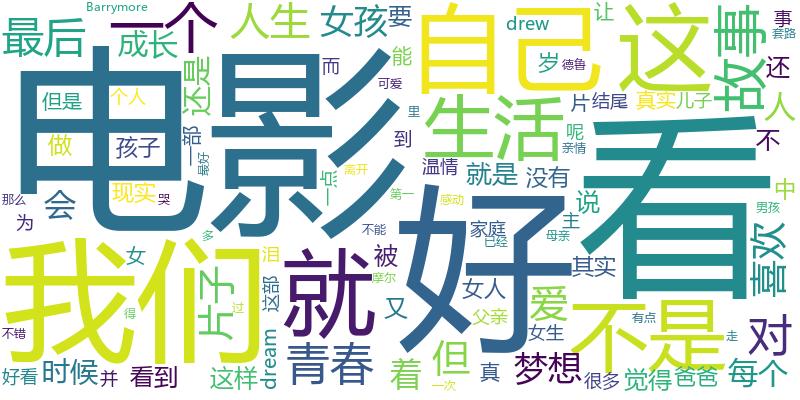 Barrymore
最后
一个
成长
人生
女孩
要
drew
让
事
套路
还是
而
能
自己
岁
德鲁
这
故事
还
可爱
但是
个人
电影
里
生活
片
结尾
真实
儿子
人
做
孩子
一部
到
呢
亲情
看
不
最好
温情
就是
没有
现实
哭
一点
离开
那么
会
第一
感动
说
中
为
多
不能
好
家庭
已经
主
母亲
男孩
喜欢
我们
女
泪
就
被
其实
片子
这部
摩尔
女人
爱
过
又
父亲
不是
有点
对
不错
得
dream
青春
但
女生
走
好看
时候
并
看到
这样
着
一次
真
梦想
很多
觉得
爸爸
每个